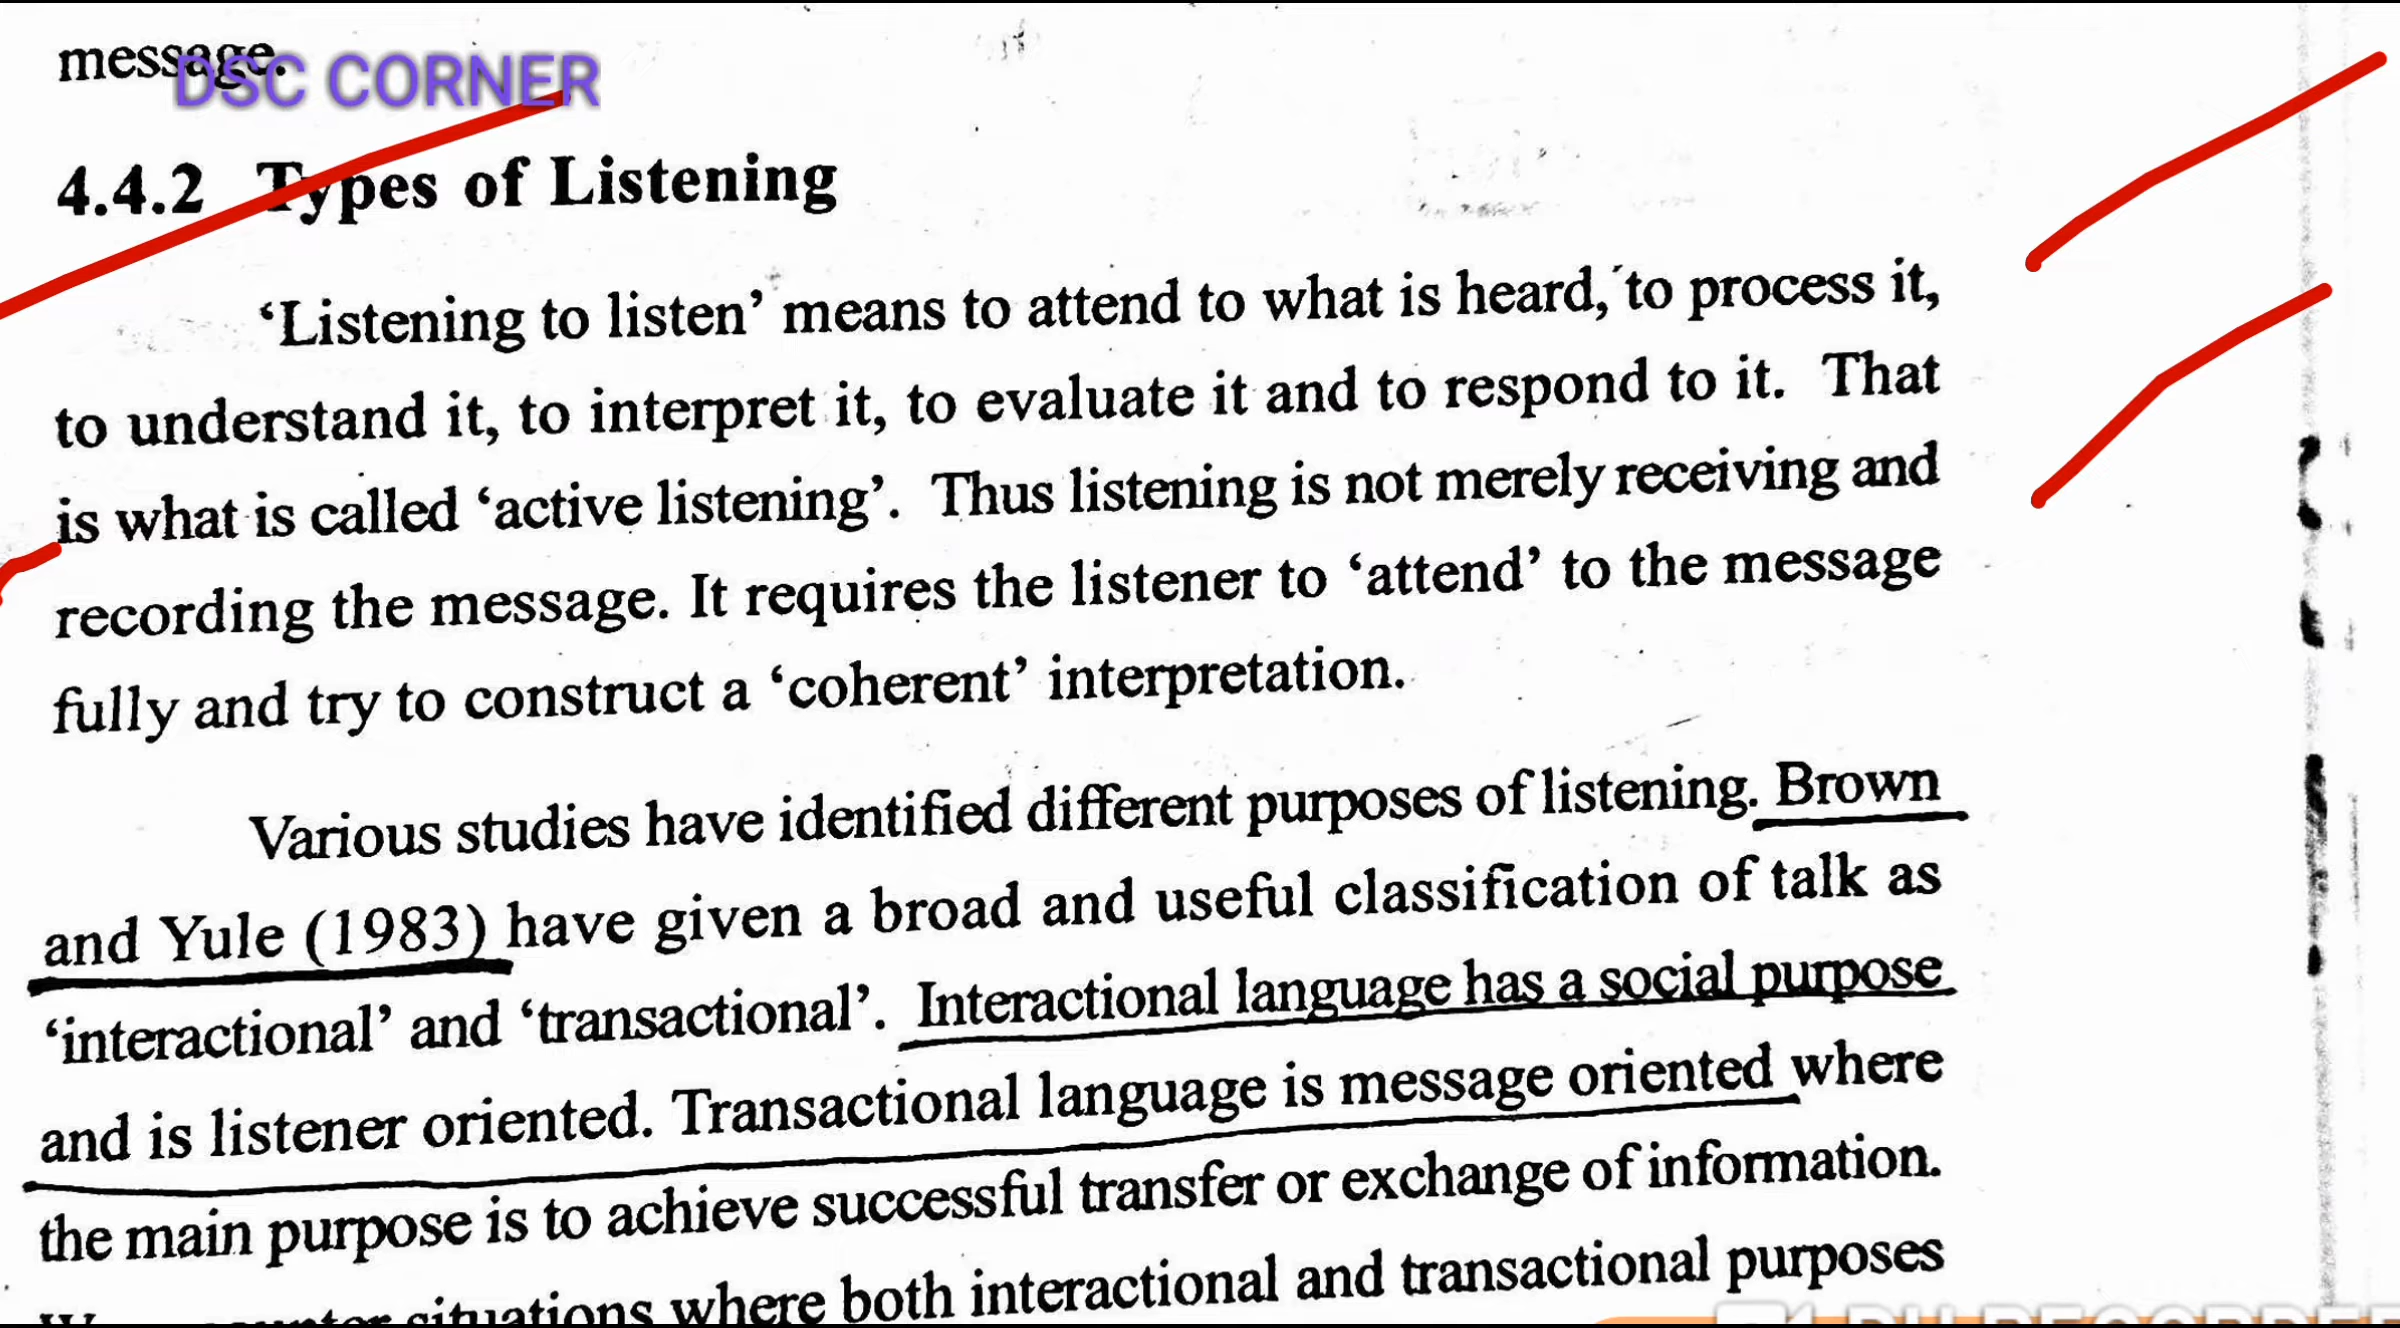 message.
DSC CORNER
4.4.2 Types of Listening
‘Listening to listen’ means to attend to what is heard, to process it,
to understand it, to interpret it, to evaluate it and to respond to it. That
is what is called ‘active listening’. Thus listening is not merely receiving and
recording the message. It requires the listener to ‘attend’ to the message
fully and try to construct a ‘coherent’ interpretation.
Various studies have identified different purposes of listening. Brown
and Yule (1983) have given a broad and useful classification of talk as
‘interactional’ and ‘transactional’. Interactional language has a social purpose
and is listener oriented. Transactional language is message oriented where
the main purpose is to achieve successful transfer or exchange of information.
situations where both interactional and transactional purposes
RECORDER